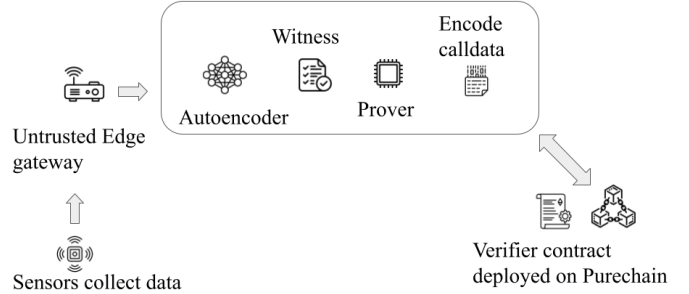 Witness
Encode
calldata
Autoencoder
Prover
Untrusted Edge
gateway
Sensors collect data
Verifier contract
deployed on Purechain